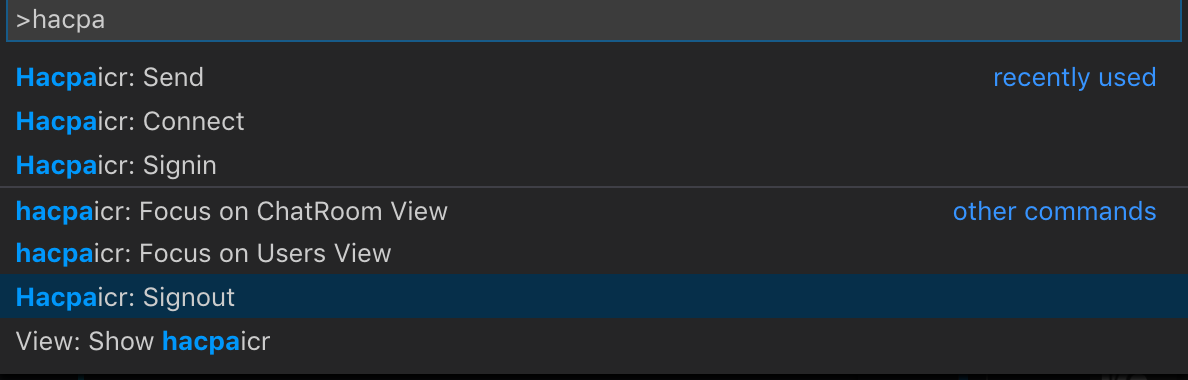 >hacpa
Hacpaicr: Send recently used
Hacpaicr: Connect
Hacpaicr: Signin
hacpaicr: Focus on ChatRoom View other commands
hacpaicr: Focus on Users View
Hacpaicr: Signout
View: Show hacpaicr